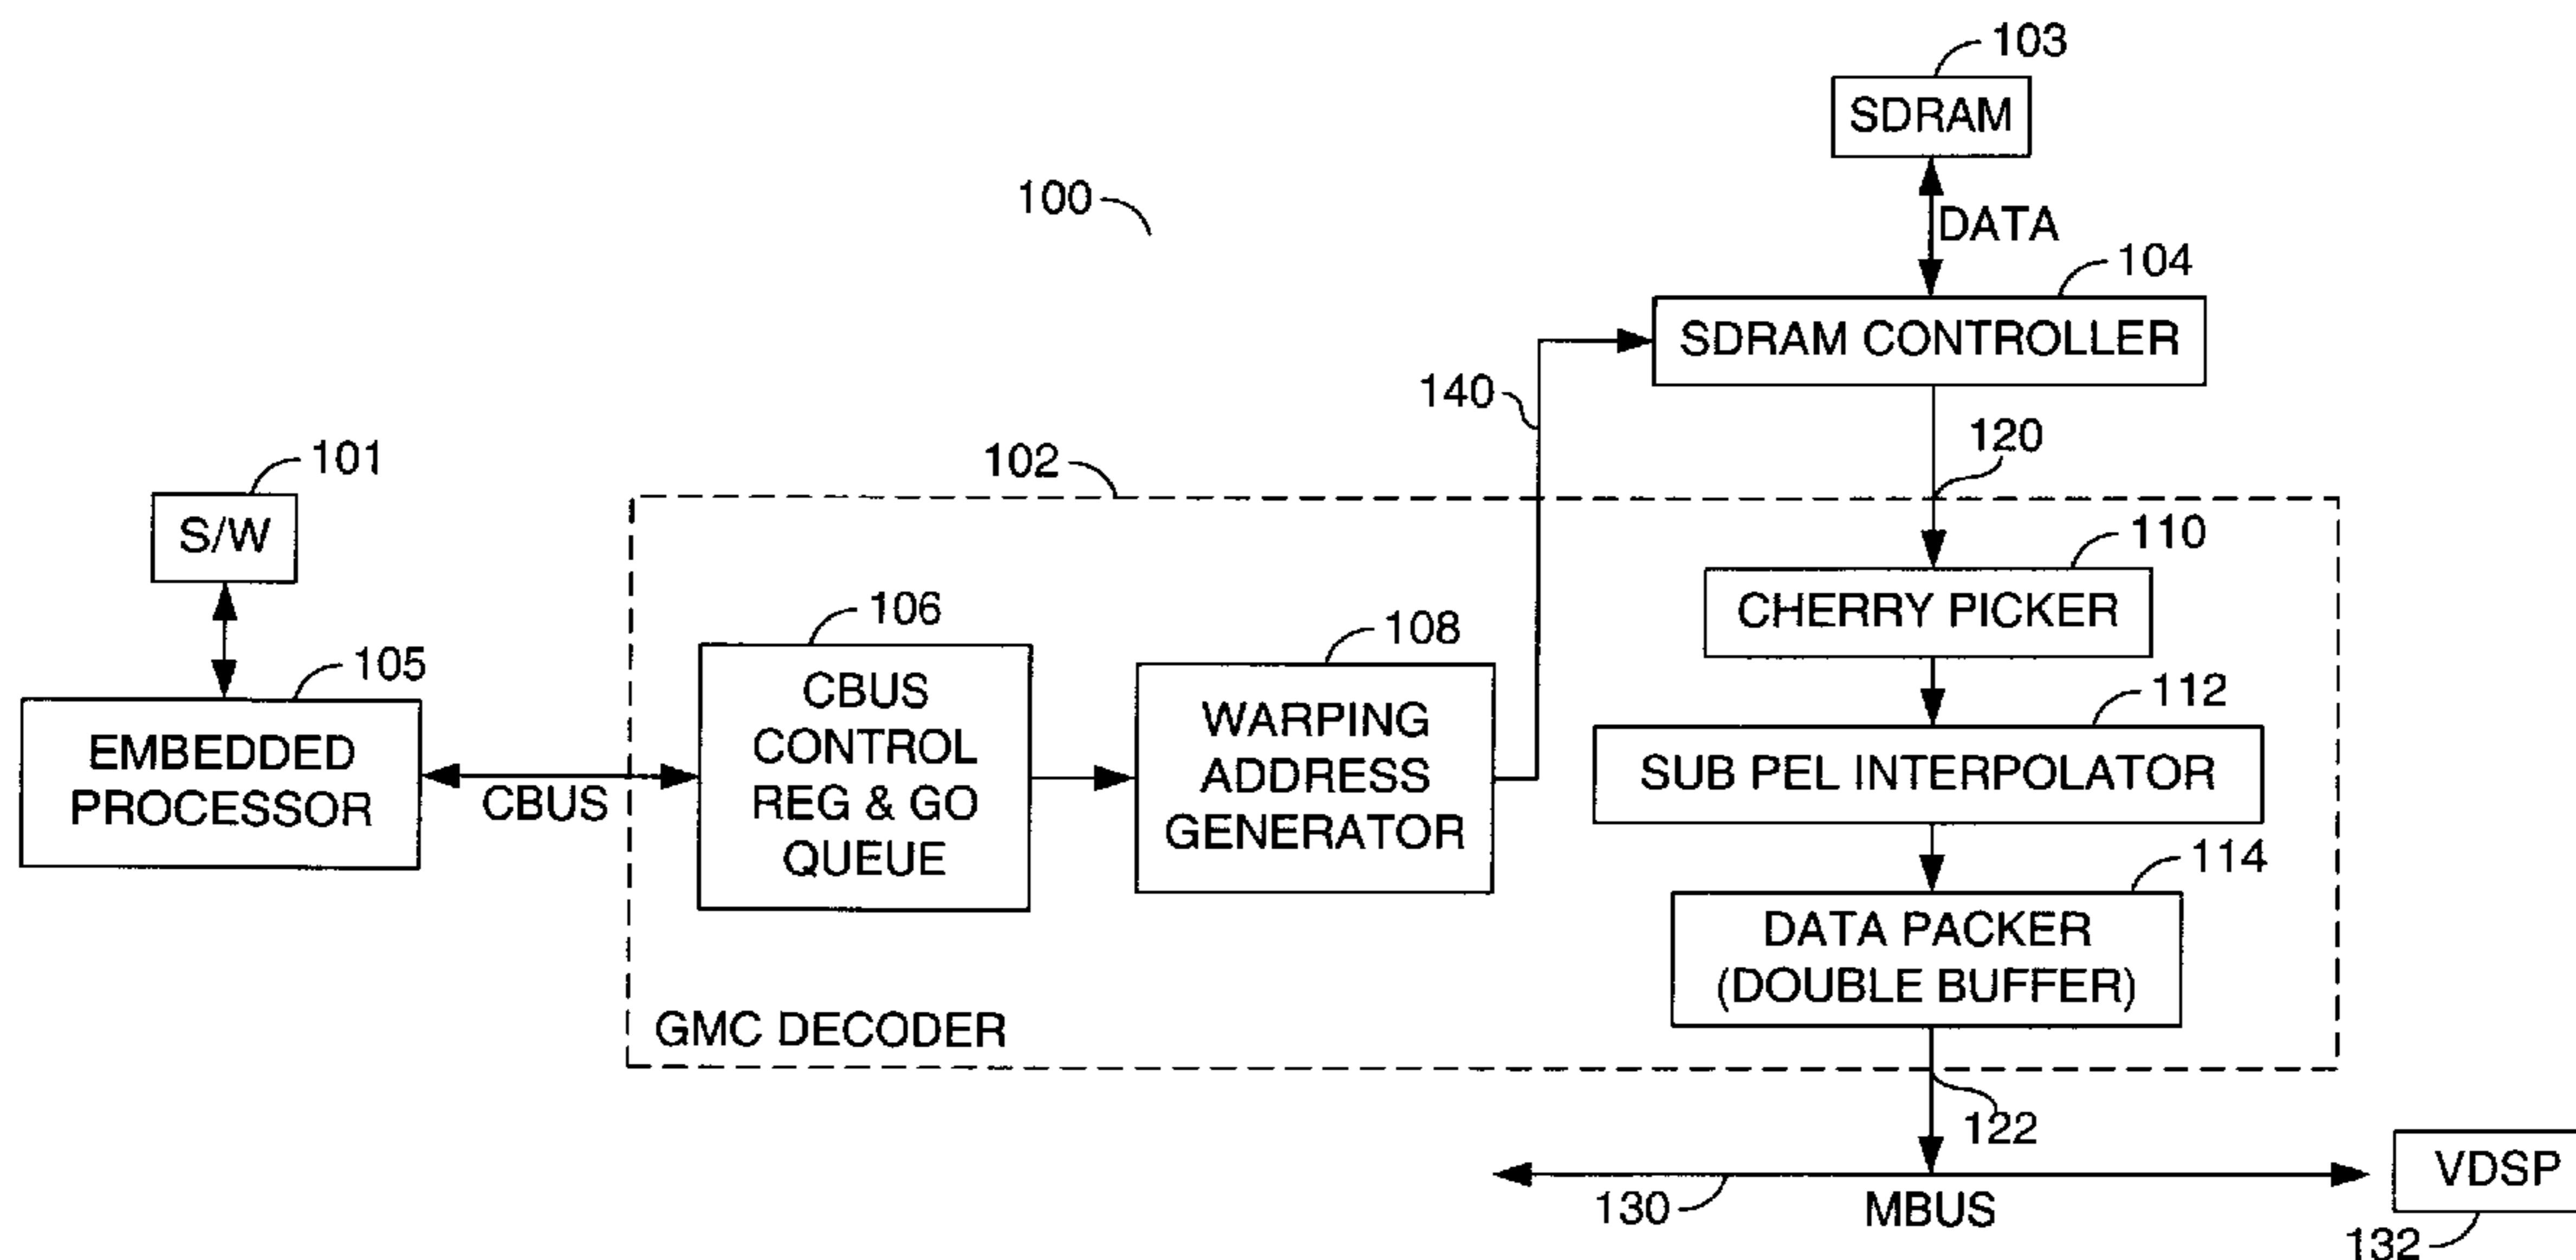 103
SDRAM
100
DATA
104
SDRAM CONTROLLER
140
120
101
102
S/W
110
CHERRY PICKER
106
108
105
CBUS
CONTROL
REG & GO
QUEUE
WARPING
ADDRESS
GENERATOR
112
SUB PEL INTERPOLATOR
EMBEDDED
PROCESSOR
CBUS
114
DATA PACKER
(DOUBLE BUFFER)
GMC DECODER
122
130
MBUS
VDSP
132